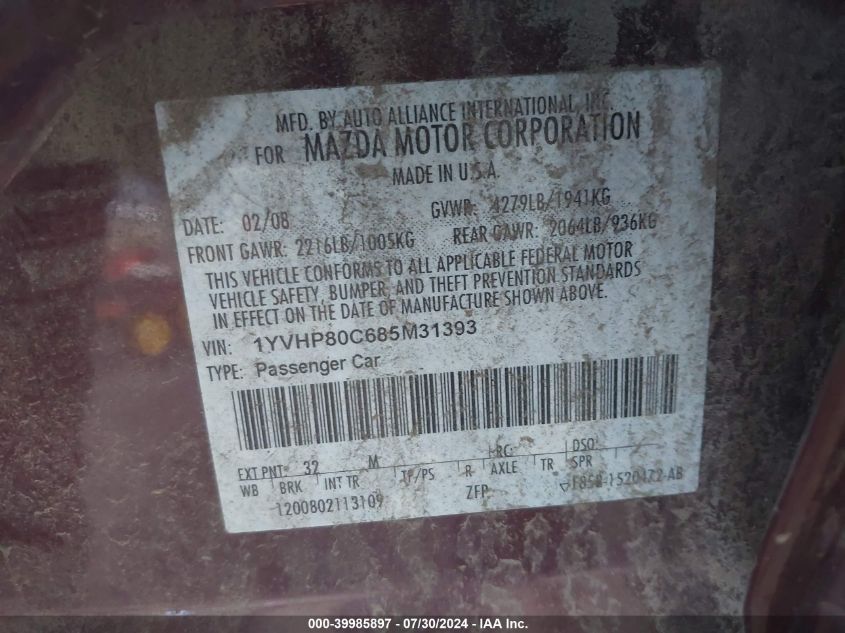 MFD. BY AUTO ALLIANCE INTERNATIONAL, INC.
FOR MAZDA MOTOR CORPORATION
MADE IN U.S.A.
DATE: 02/08 GVWR: 4279LB/1941KG
FRONT GAWR: 2216LB/1005KG REAR GAWR: 2064LB/936KG
THIS VEHICLE CONFORMS TO ALL APPLICABLE FEDERAL MOTOR
VEHICLE SAFETY, BUMPER, AND THEFT PREVENTION STANDARDS
IN EFFECT ON THE DATE OF MANUFACTURE SHOWN ABOVE.
VIN: 1YVHP80C685M31393
TYPE: Passenger Car
EXT PNT: 32 M RC: DSO:
WB BRK INT TR TP/PS R AXLE TR SPR
1200802113109 ZFP
000-39985897 / 07/30/2024 / IAA Inc.